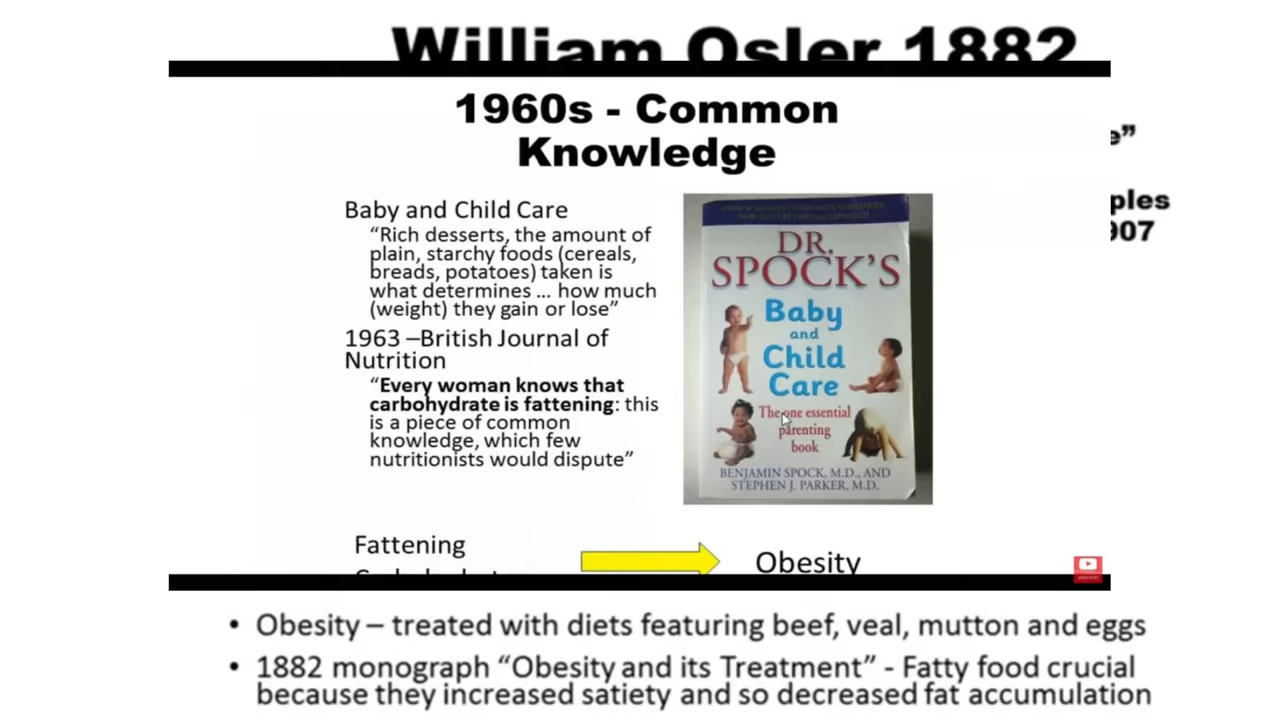 William Osler 1882
1960s - Common
Knowledge
e”
ples
907
Baby and Child Care
“Rich desserts, the amount of
plain, starchy foods (cereals,
breads, potatoes) taken is
what determines … how much
(weight) they gain or lose”
1963 –British Journal of
Nutrition
“Every woman knows that
carbohydrate is fattening: this
is a piece of common
knowledge, which few
nutritionists would dispute”
DR.
SPOCK'S
Baby
and
Child
Care
The one essential
parenting
book
BENJAMIN SPOCK, M.D., AND
STEPHEN J. PARKER, M.D.
Fattening
Obesity
• Obesity – treated with diets featuring beef, veal, mutton and eggs
• 1882 monograph “Obesity and its Treatment” - Fatty food crucial
because they increased satiety and so decreased fat accumulation